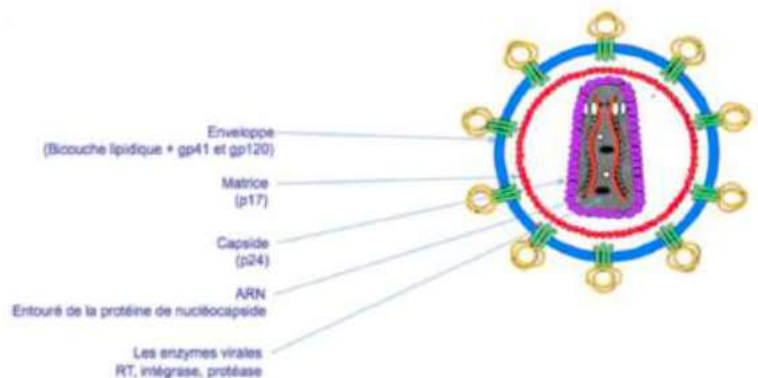 Enveloppe
(Bicouche lipidique + gp41 et gp120)
Matrice
(p17)
Capside
(p24)
ARN
Entouré de la protéine de nucléocapside
Les enzymes virales
RT, intégrase, protéase